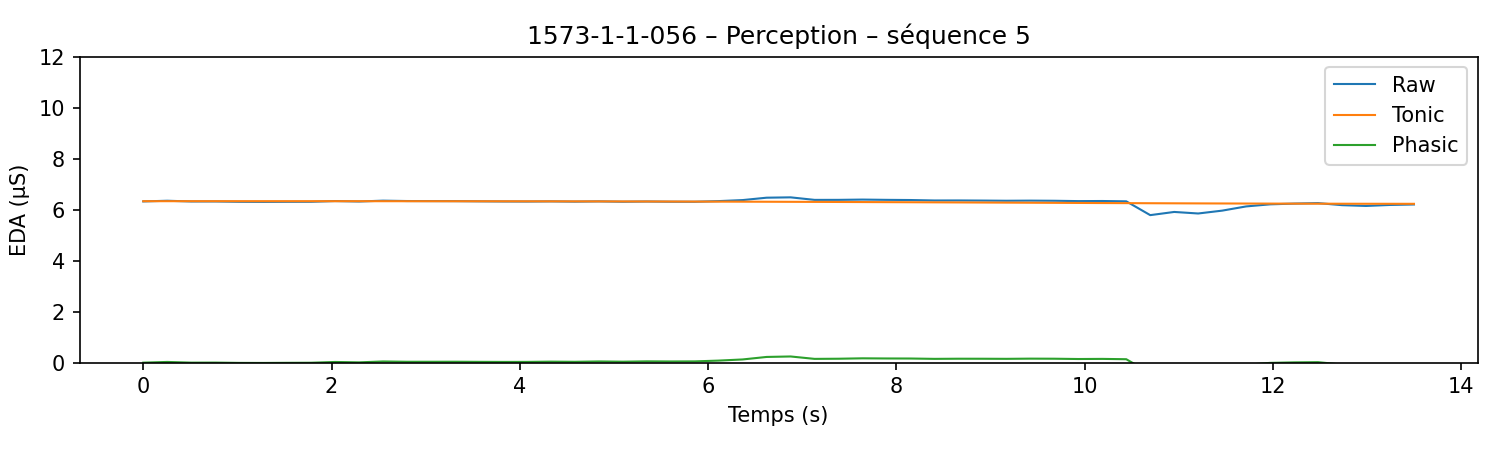 1573-1-1-056 – Perception – séquence 5
12
10
8
6
4
2
0
EDA (µS)
Raw
Tonic
Phasic
0 2 4 6 8 10 12 14
Temps (s)